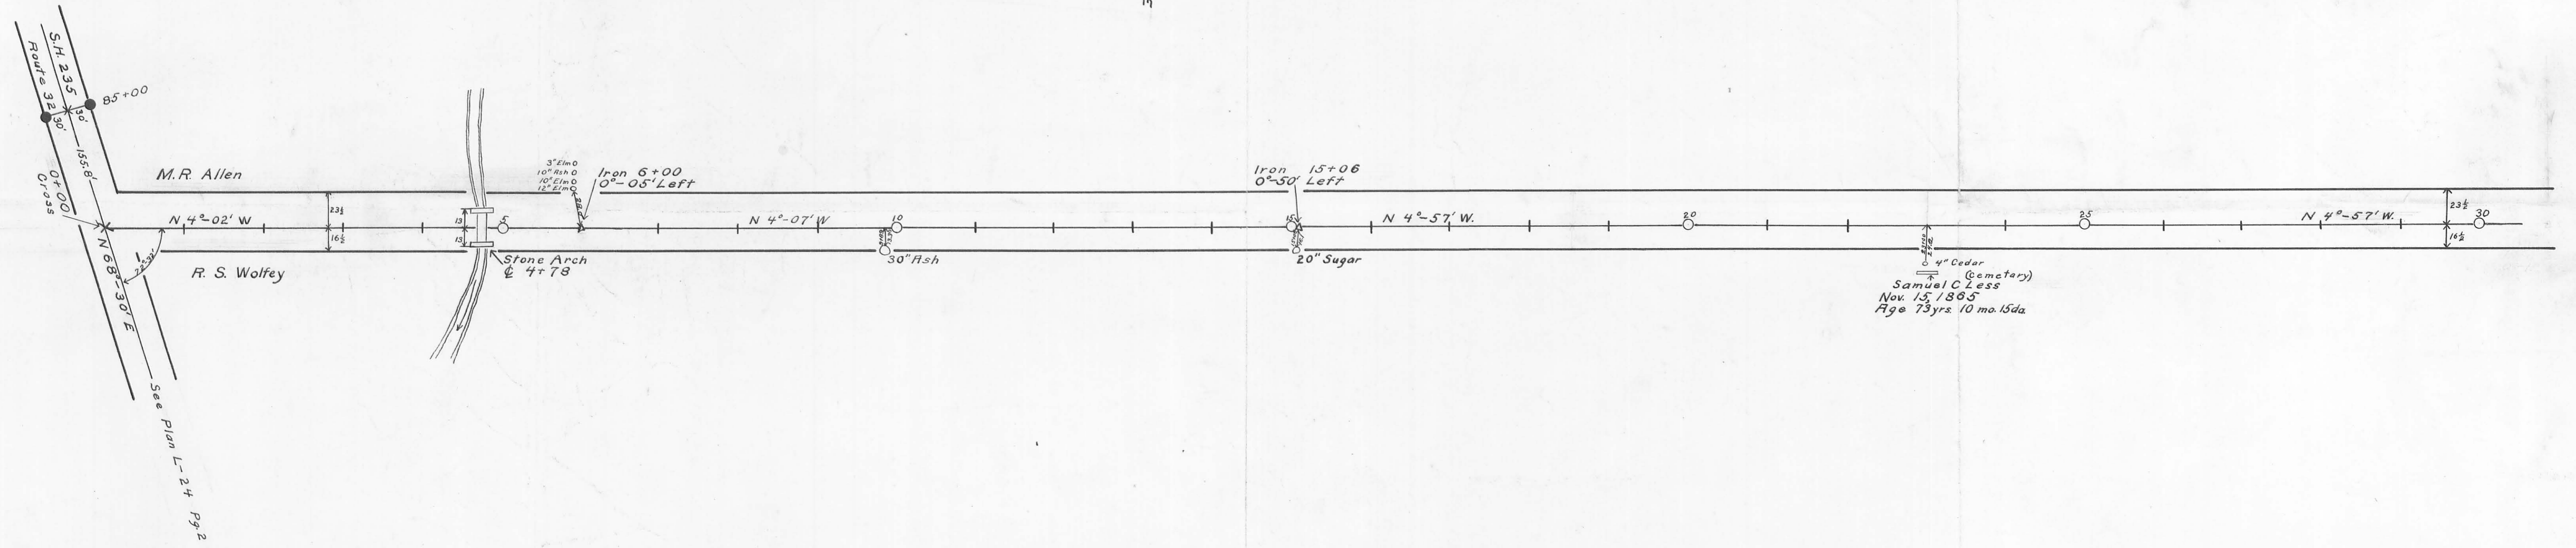 S.H. 235
Route 32
30'
30'
85+00
155.8'
0+00
Cross
N 68°-30' E
See Plan L-24 Pg.2
M.R. Allen
R. S. Wolfey
N 4°-02' W
23½
16½
13
13
5
Stone Arch
℄ 4+78
3" Elm
10" Ash
10" Elm
12" Elm
Iron 6+00
0°-05' Left
N 4°-07' W
10
30" Ash
Iron 15+06
0°-50' Left
15
20" Sugar
N 4°-57' W.
20
4" Cedar
(cemetary)
Samuel C Less
Nov. 15, 1865
Age 73 yrs. 10 mo. 15 da.
25
N 4°-57' W.
23½
16½
30